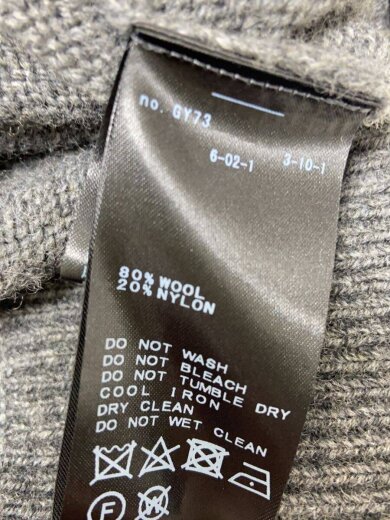 no. GY73
6-02-1 3-10-1
80% WOOL
20% NYLON
DO NOT WASH
DO NOT BLEACH
DO NOT TUMBLE DRY
COOL IRON
DRY CLEAN
DO NOT WET CLEAN
F W